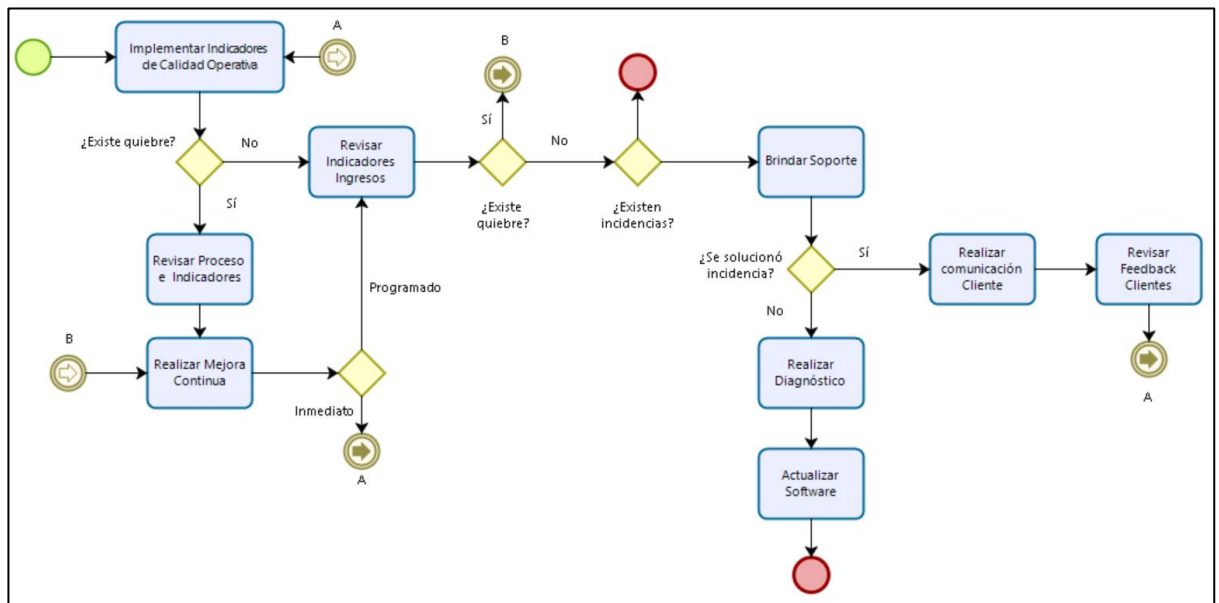 A
Implementar Indicadores
de Calidad Operativa
B
¿Existe quiebre?
No
Revisar
Indicadores
Ingresos
Sí
No
Brindar Soporte
Sí
¿Existe
quiebre?
¿Existen
incidencias?
Revisar Proceso
e Indicadores
¿Se solucionó
incidencia?
Sí
Realizar
comunicación
Cliente
Revisar
Feedback
Clientes
Programado
No
B
Realizar Mejora
Continua
Realizar
Diagnóstico
A
Inmediato
A
Actualizar
Software